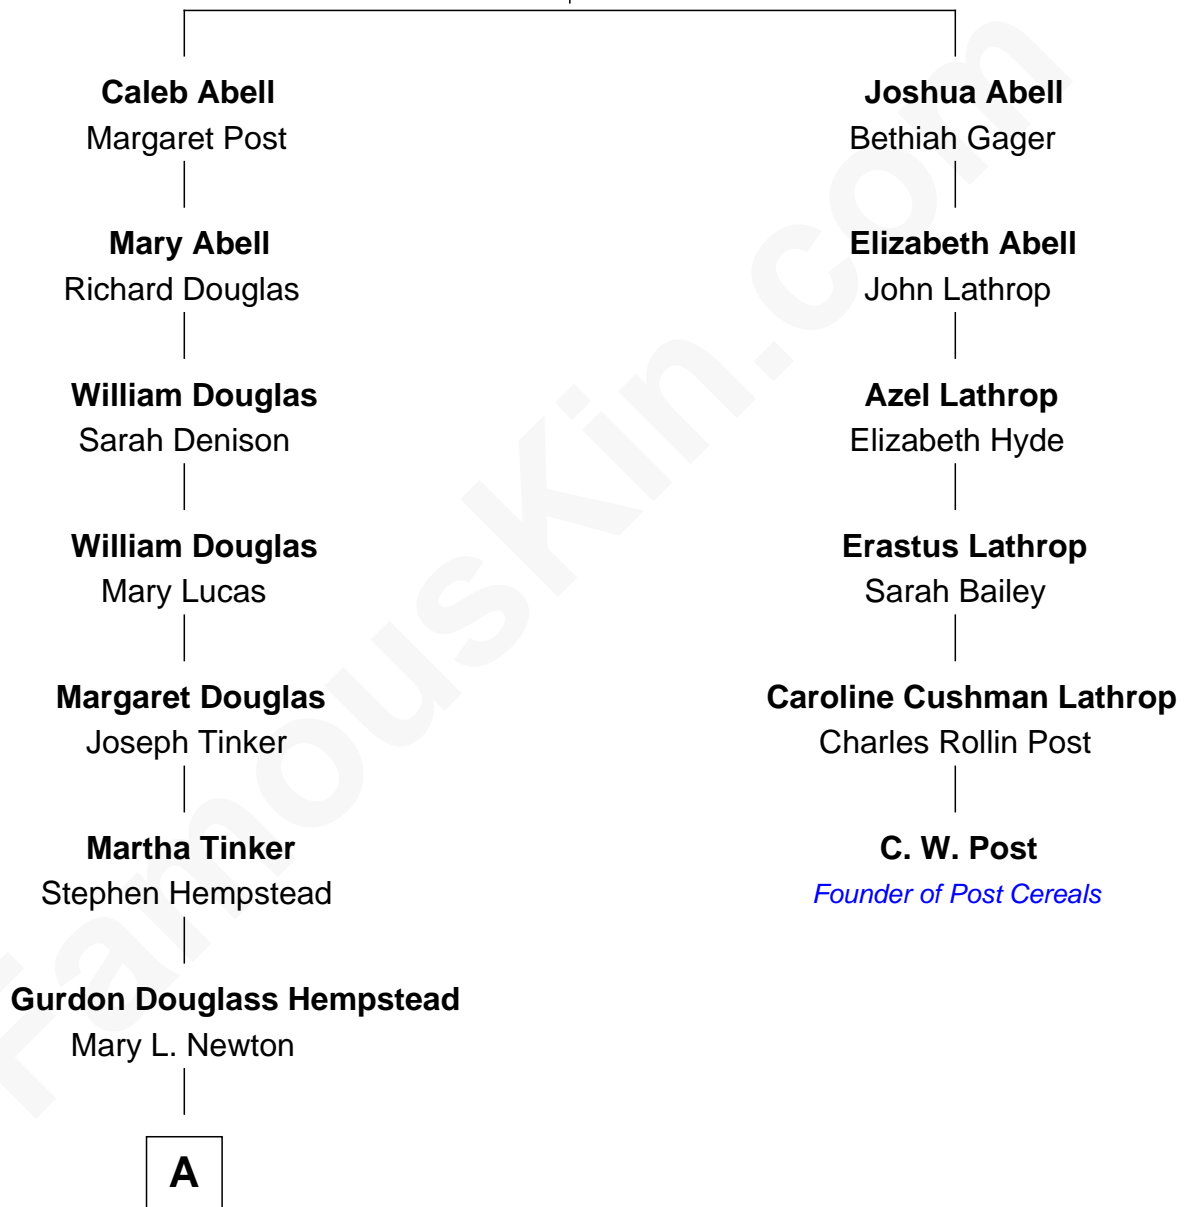 Caleb Abell
Margaret Post
Joshua Abell
Bethiah Gager
Mary Abell
Richard Douglas
Elizabeth Abell
John Lathrop
William Douglas
Sarah Denison
Azel Lathrop
Elizabeth Hyde
William Douglas
Mary Lucas
Erastus Lathrop
Sarah Bailey
Margaret Douglas
Joseph Tinker
Caroline Cushman Lathrop
Charles Rollin Post
Martha Tinker
Stephen Hempstead
C. W. Post
Founder of Post Cereals
Gurdon Douglass Hempstead
Mary L. Newton
A
FamousKin.com